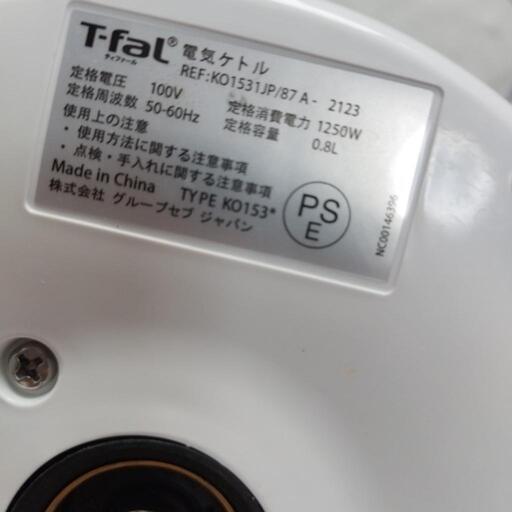 T-faL® 電気ケトル
ティファール
REF:KO1531JP/87 A - 2123
定格電圧 100V 定格消費電力 1250W
定格周波数 50-60Hz 定格容量 0.8L
使用上の注意
・使用方法に関する注意事項
・点検・手入れに関する注意事項
Made in China TYPE KO153*
株式会社 グループセブ ジャパン
PS
E
NC00146396